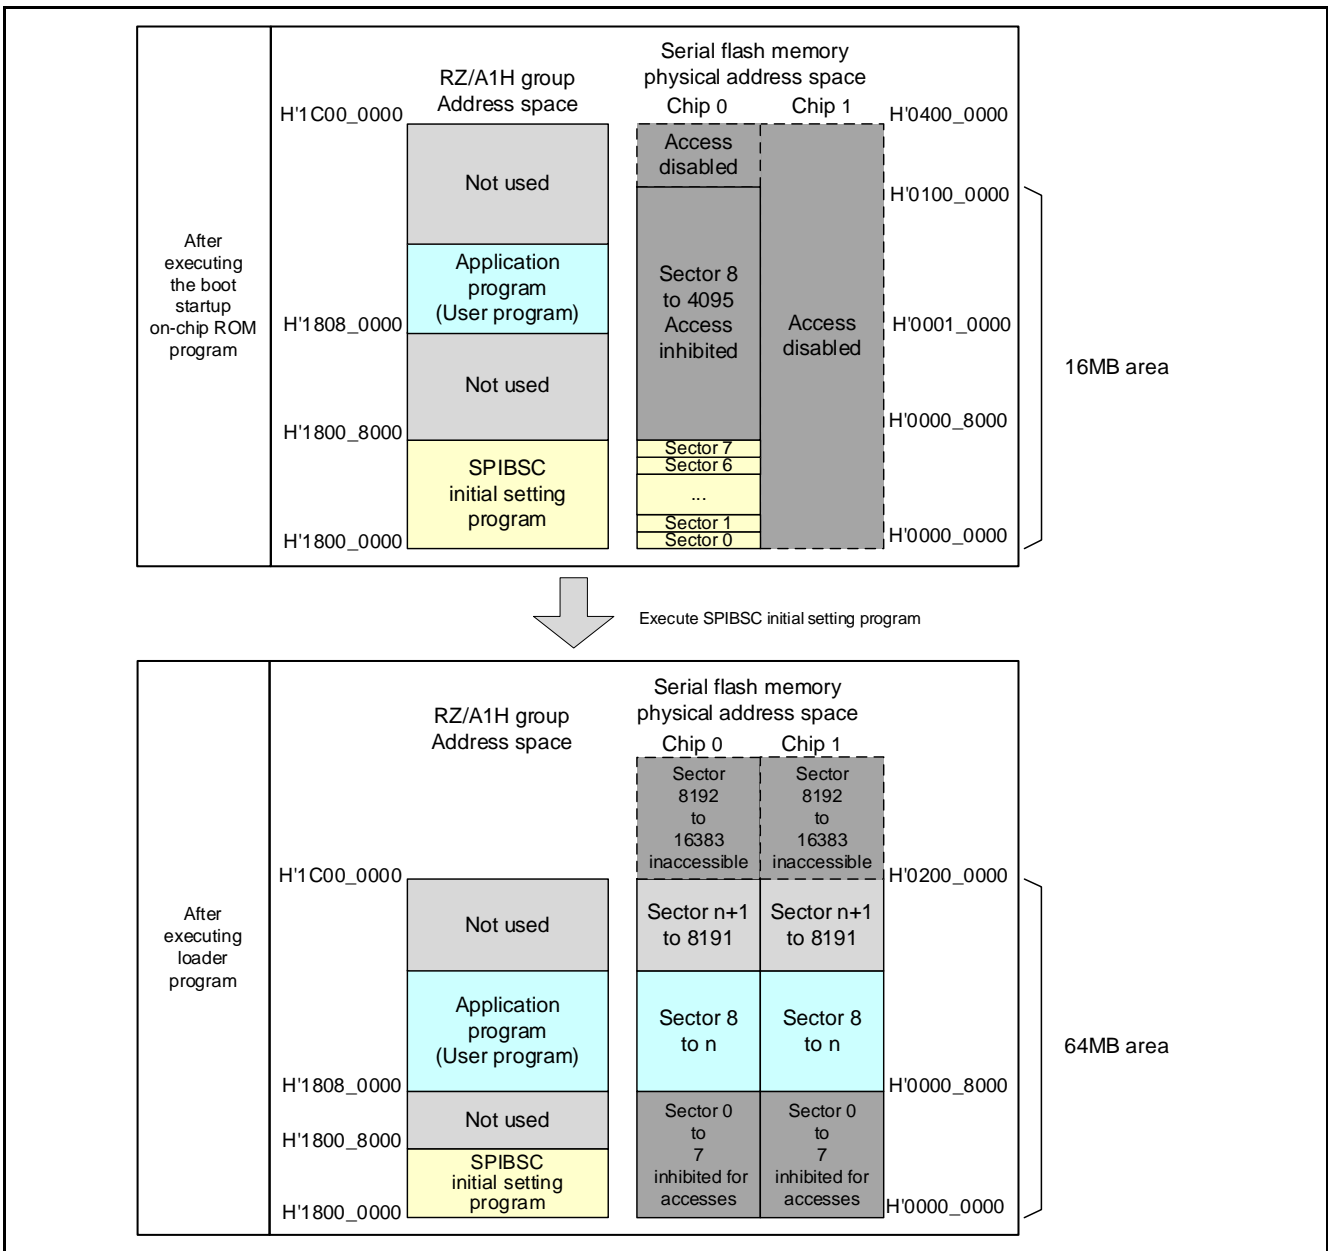 Serial flash memory
physical address space
RZ/A1H group
Address space
Chip 0
Chip 1
H'1C00_0000
H'0400_0000
Access
disabled
Not used
H'0100_0000
After
executing
the boot
startup
on-chip ROM
program
Application
program
(User program)
Sector 8
to 4095
Access
inhibited
Access
disabled
H'1808_0000
H'0001_0000
16MB area
Not used
H'1800_8000
H'0000_8000
Sector 7
Sector 6
...
Sector 1
Sector 0
SPIBSC
initial setting
program
H'1800_0000
H'0000_0000
Execute SPIBSC initial setting program
Serial flash memory
physical address space
RZ/A1H group
Address space
Chip 0
Chip 1
Sector
8192
to
16383
inaccessible
Sector
8192
to
16383
inaccessible
H'1C00_0000
H'0200_0000
After
executing
loader
program
Not used
Sector n+1
to 8191
Sector n+1
to 8191
Application
program
(User program)
Sector 8
to n
Sector 8
to n
64MB area
H'1808_0000
H'0000_8000
Not used
H'1800_8000
Sector 0
to
7
inhibited for
accesses
Sector 0
to
7
inhibited for
accesses
SPIBSC
initial setting
program
H'1800_0000
H'0000_0000